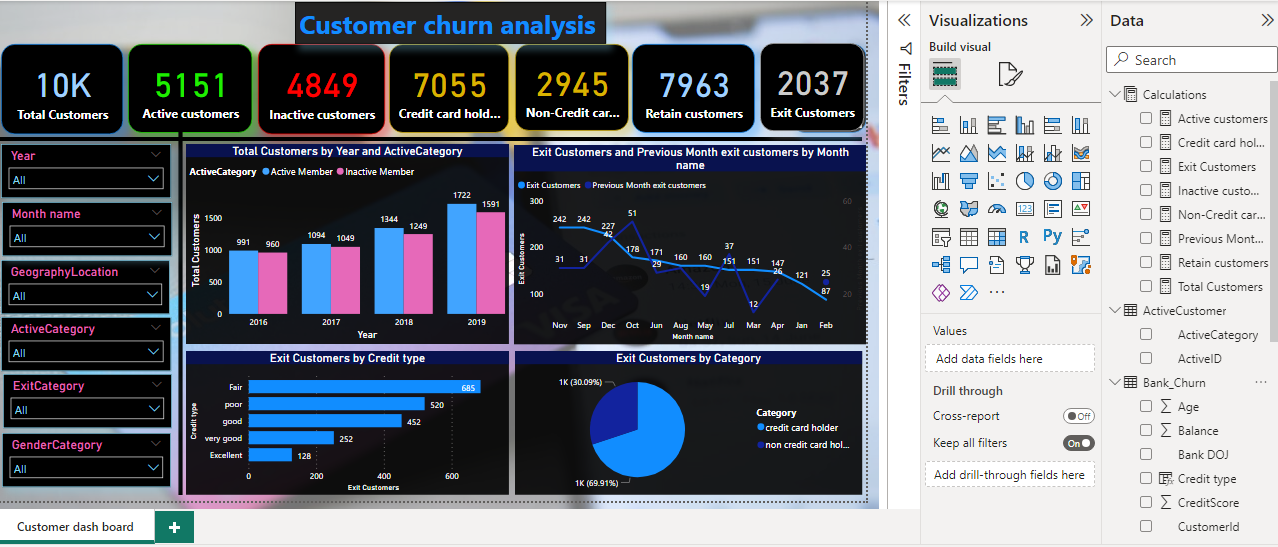 Customer churn analysis
10K
Total Customers
5151
Active customers
4849
Inactive customers
7055
Credit card hold...
2945
Non-Credit car...
7963
Retain customers
2037
Exit Customers
Year
All
Month name
All
GeographyLocation
All
ActiveCategory
All
ExitCategory
All
GenderCategory
All
Total Customers by Year and ActiveCategory
ActiveCategory Active Member Inactive Member
Total Customers
1500
1000
500
0
991 960
1094 1049
1344 1249
1722 1591
2016 2017 2018 2019
Year
Exit Customers and Previous Month exit customers by Month
name
Exit Customers Previous Month exit customers
Exit Customers
300
200
100
60
40
20
242 242 227 178 171 160 160 151 151 147 121 87
31 31 42 51 29 19 37 12 26 25
Nov Sep Dec Oct Jun Aug May Jul Mar Apr Jan Feb
Month name
Exit Customers by Credit type
Credit type
Fair 685
poor 520
good 452
very good 252
Excellent 128
0 200 400 600
Exit Customers
Exit Customers by Category
1K (30.09%)
1K (69.91%)
Category
credit card holder
non credit card hol...
Customer dash board
+
Filters
Visualizations
Build visual
R
Py
123
...
Values
Add data fields here
Drill through
Cross-report
Off
Keep all filters
On
Add drill-through fields here
Data
Search
Calculations
Active customers
Credit card hol...
Exit Customers
Inactive custo...
Non-Credit car...
Previous Mont...
Retain customers
Total Customers
ActiveCustomer
ActiveCategory
ActiveID
Bank_Churn
...
Age
Balance
Bank DOJ
Credit type
CreditScore
CustomerId